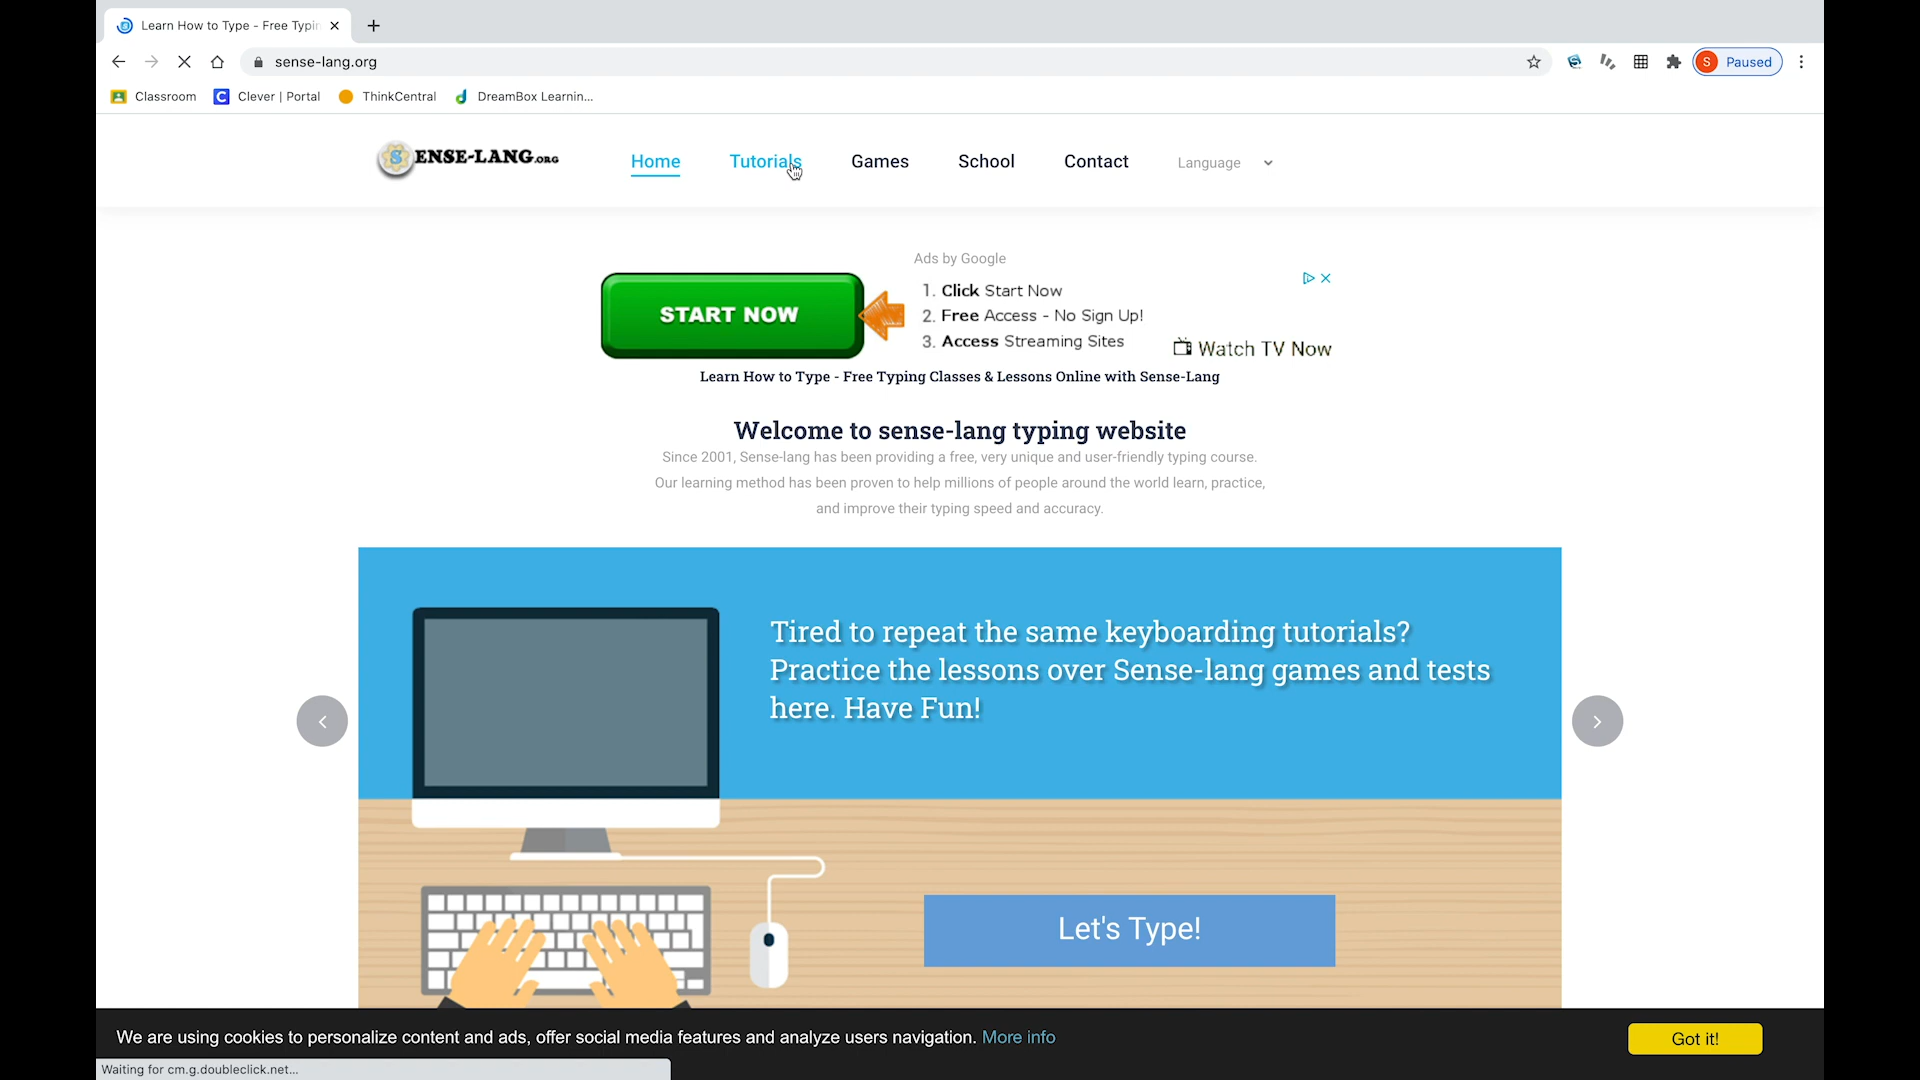 Learn How to Type - Free Typin
sense-lang.org
S Paused
Classroom
C Clever | Portal
ThinkCentral
DreamBox Learnin...
SENSE-LANG.ORG
Home
Tutorials
Games
School
Contact
Language
Ads by Google
START NOW
1. Click Start Now
2. Free Access - No Sign Up!
3. Access Streaming Sites
Watch TV Now
Learn How to Type - Free Typing Classes & Lessons Online with Sense-Lang
Welcome to sense-lang typing website
Since 2001, Sense-lang has been providing a free, very unique and user-friendly typing course.
Our learning method has been proven to help millions of people around the world learn, practice,
and improve their typing speed and accuracy.
Tired to repeat the same keyboarding tutorials?
Practice the lessons over Sense-lang games and tests
here. Have Fun!
Let's Type!
We are using cookies to personalize content and ads, offer social media features and analyze users navigation. More info
Got it!
Waiting for cm.g.doubleclick.net...